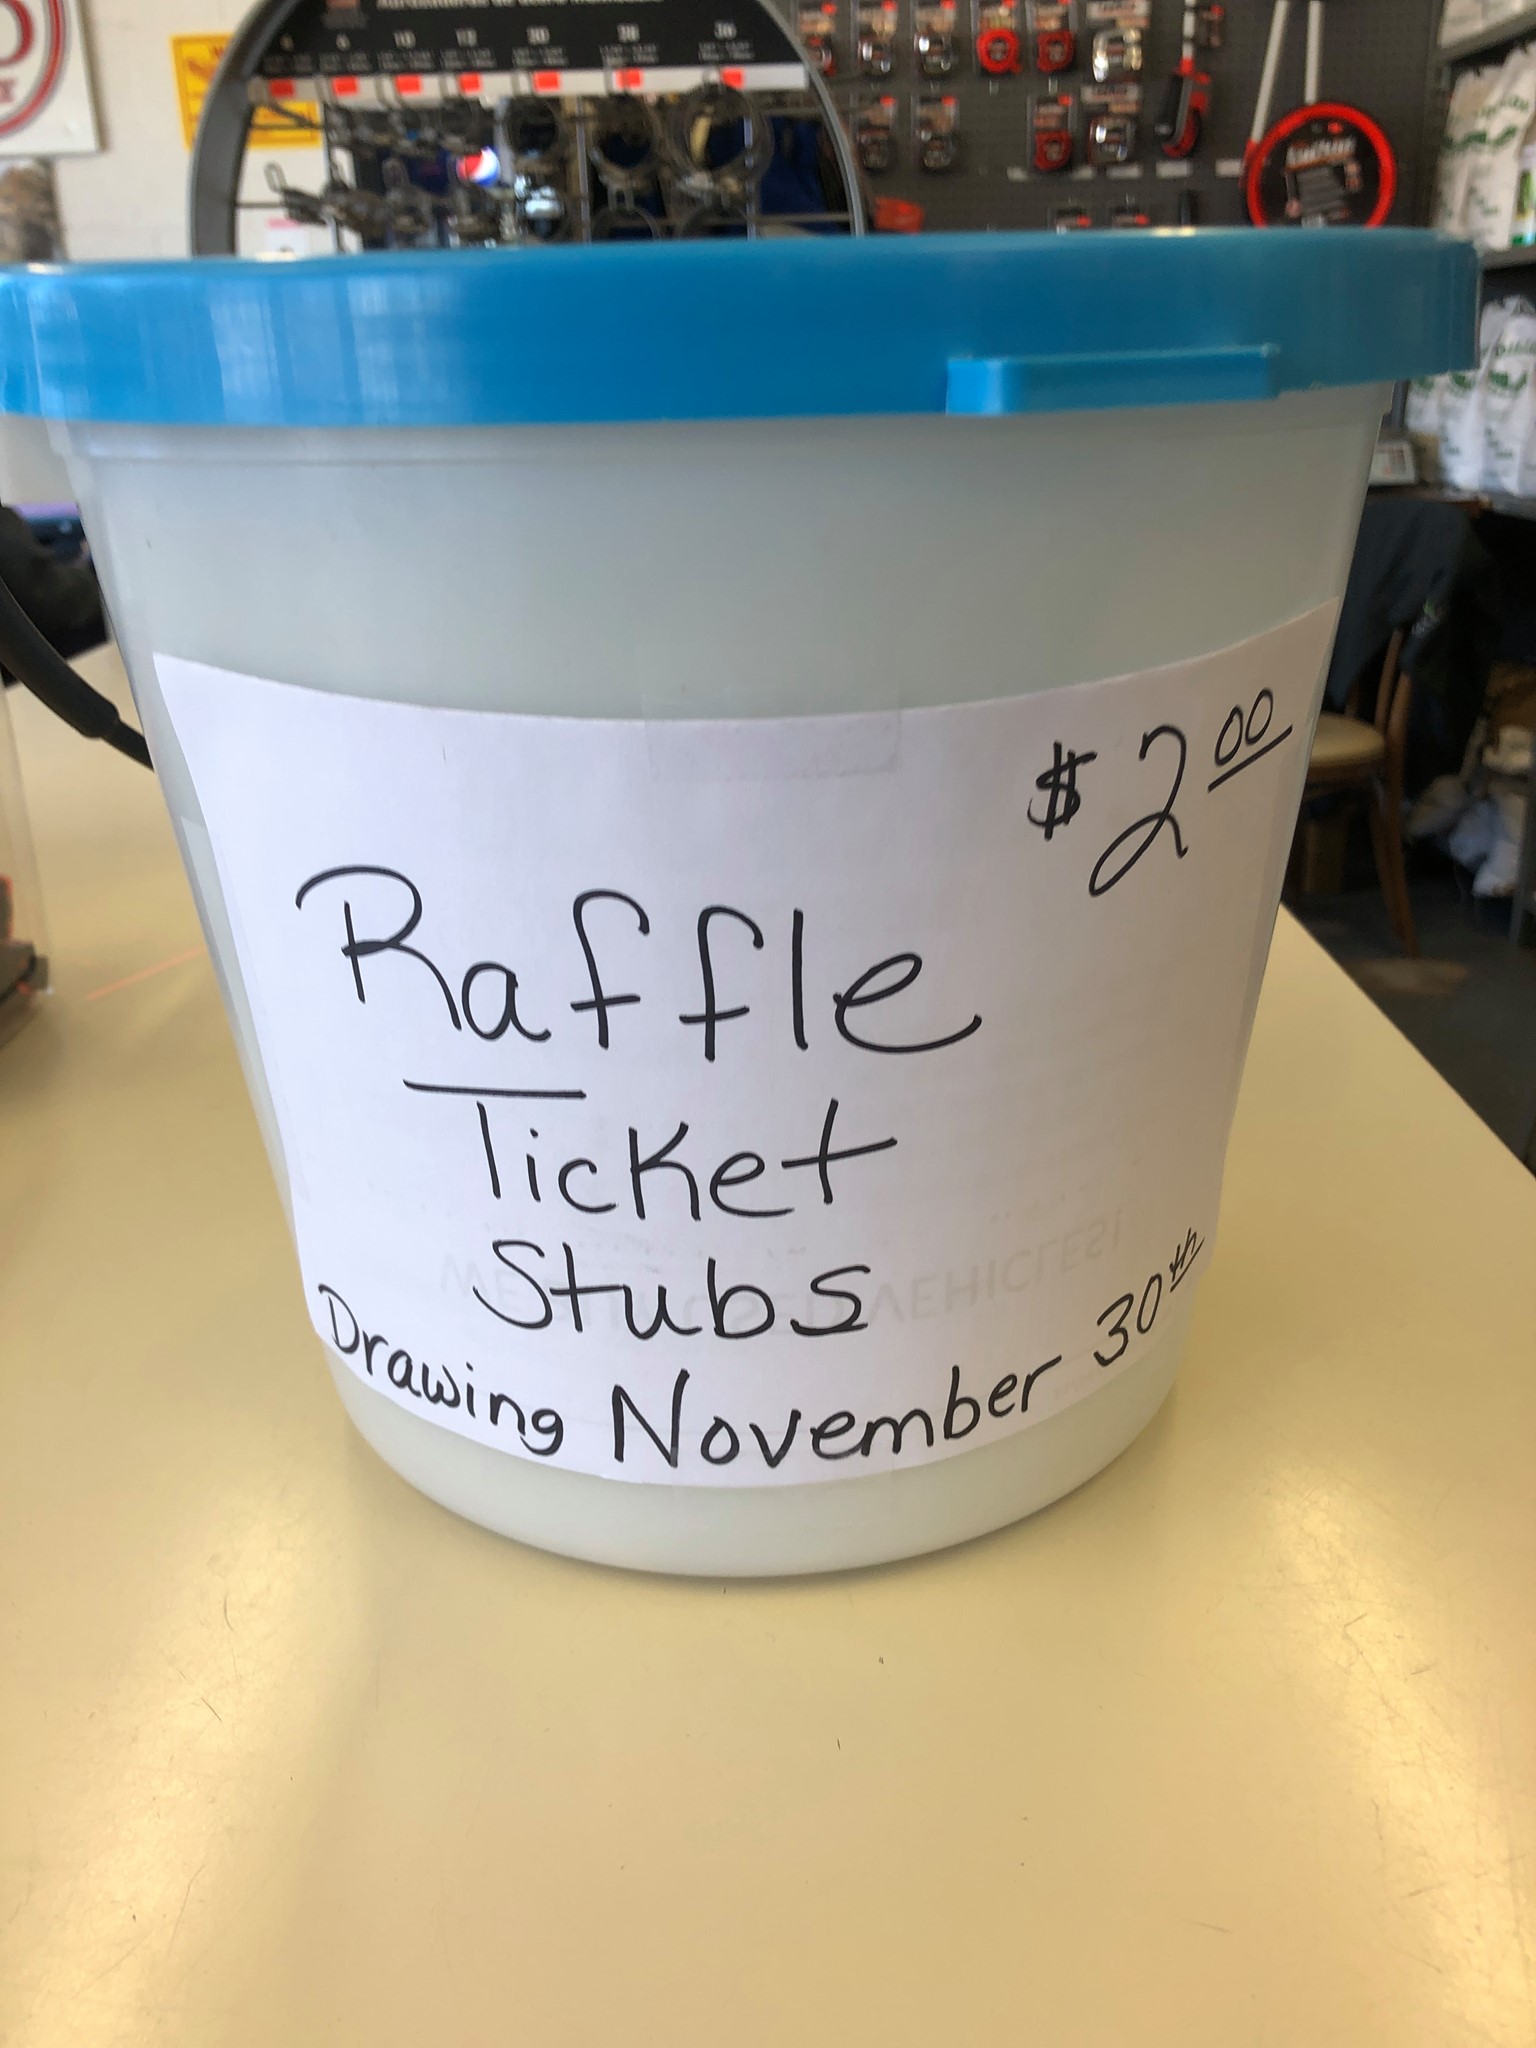 $2.00
Raffle
Ticket
Stubs
Drawing November 30th